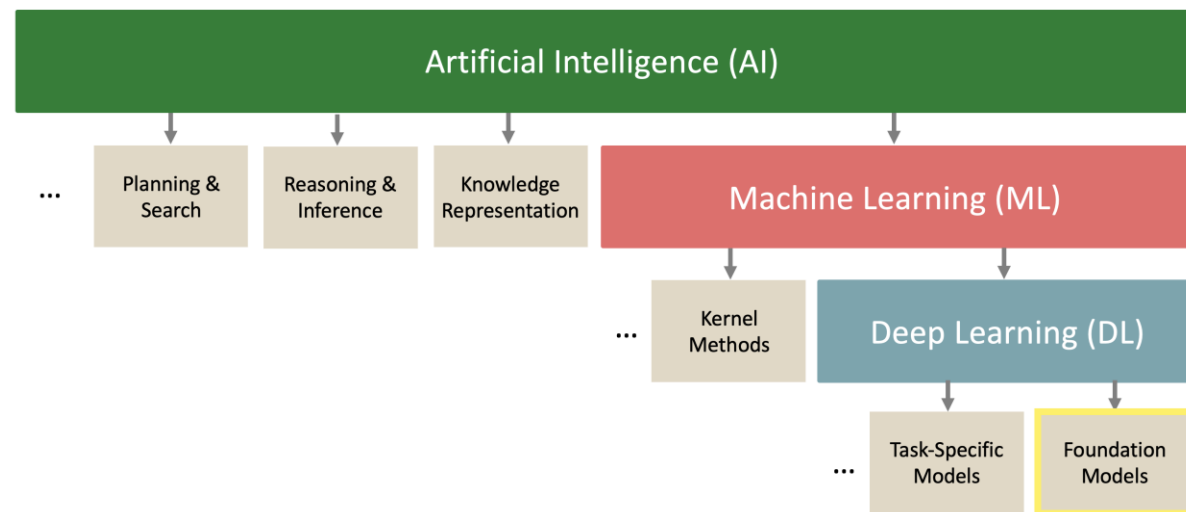 Artificial Intelligence (AI)
...
Planning &
Search
Reasoning &
Inference
Knowledge
Representation
Machine Learning (ML)
...
Kernel
Methods
Deep Learning (DL)
...
Task-Specific
Models
Foundation
Models